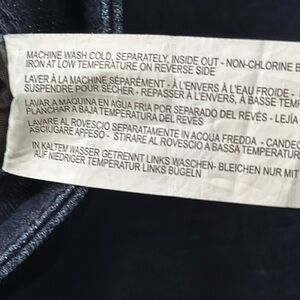 MACHINE WASH COLD, SEPARATELY, INSIDE OUT - NON-CHLORINE B
IRON AT LOW TEMPERATURE ON REVERSE SIDE
LAVER À LA MACHINE SÉPARÉMENT - À L'ENVERS À L'EAU FROIDE -
SUSPENDRE POUR SÉCHER - REPASSER À L'ENVERS, À BASSE TEM
LAVAR A MAQUINA EN AGUA FRIA POR SEPARADO DEL REVÉS - LEJÍA
PLANCHAR A BAJA TEMPERATURA DEL REVÉS
LAVARE AL ROVESCIO SEPARATAMENTE IN ACQUA FREDDA - CANDEG
ASCIUGARE APPESO - STIRARE AL ROVESCIO A BASSA TEMPERATUR
IN KALTEM WASSER GETRENNT LINKS WASCHEN- BLEICHEN NUR MIT
AUF NIEDRIGER TEMPERATUR LINKS BÜGELN